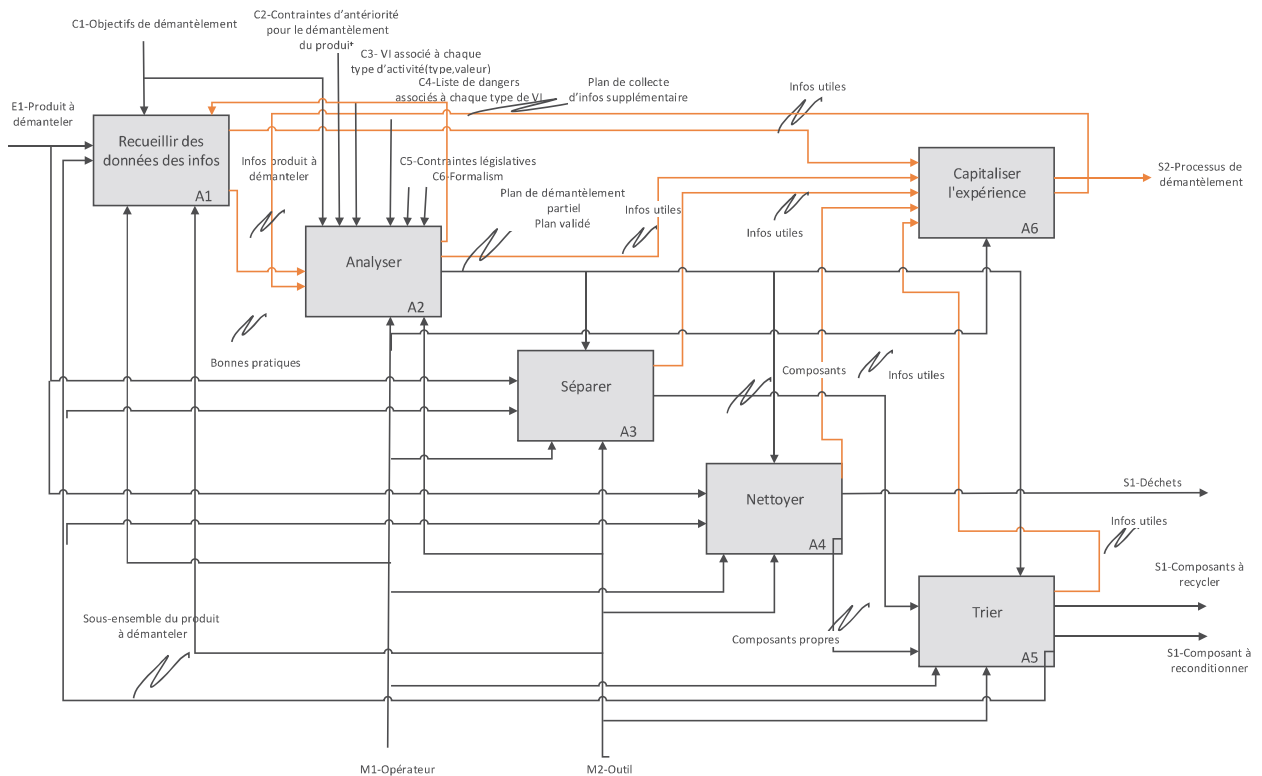 C1-Objectifs de démantèlement
C2-Contraintes d'antériorité
pour le démantèlement
du produit
C3- VI associé à chaque
type d'activité(type,valeur)
C4-Liste de dangers
associés à chaque type de VI
Plan de collecte
d'infos supplémentaire
Infos utiles
E1-Produit à
démanteler
Recueillir des
données des infos
A1
Infos produit à
démanteler
C5-Contraintes législatives
C6-Formalism
Plan de démantèlement
partiel
Plan validé
Infos utiles
Infos utiles
Capitaliser
l'expérience
A6
S2-Processus de
démantèlement
Analyser
A2
Bonnes pratiques
Séparer
A3
Composants
Infos utiles
Nettoyer
A4
S1-Déchets
Infos utiles
S1-Composants à
recycler
Trier
A5
Sous-ensemble du produit
à démanteler
Composants propres
S1-Composant à
reconditionner
M1-Opérateur
M2-Outil